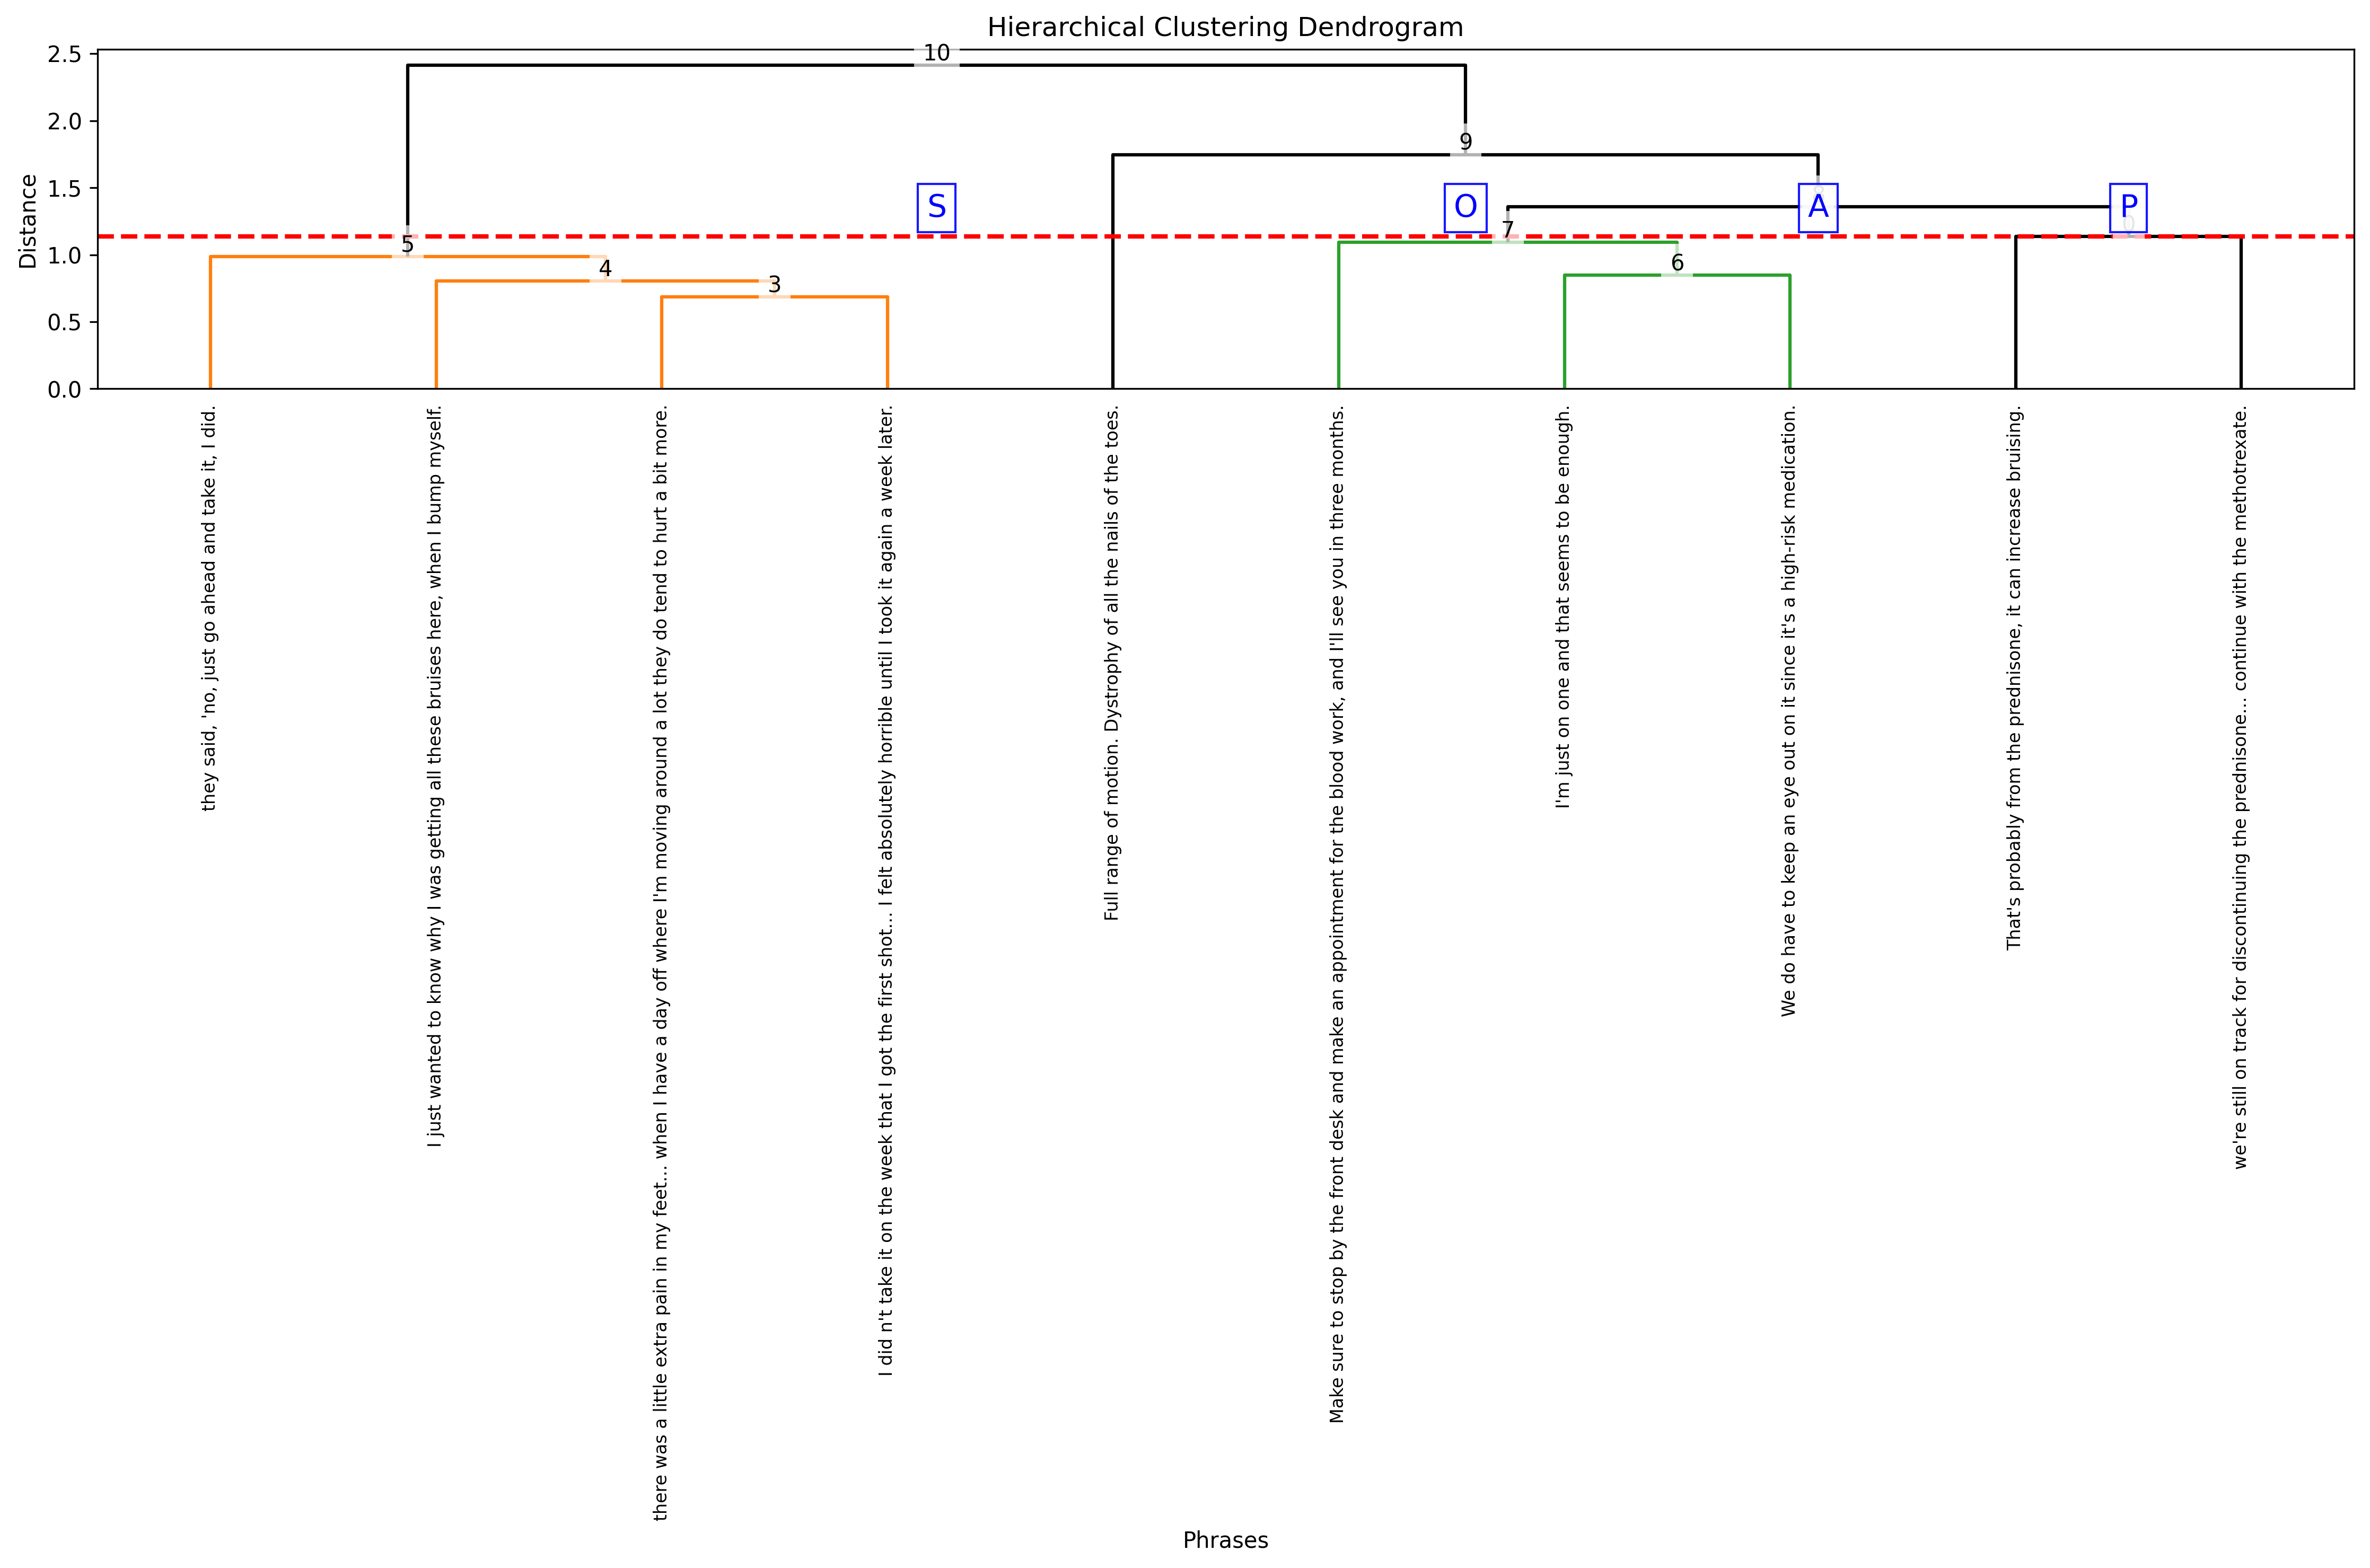 Hierarchical Clustering Dendrogram
10
2.5
2.0
9
1.5
S
O
A
P
7
5
1.0
4
6
3
0.5
0.0
Distance
they said, 'no, just go ahead and take it, I did.
I just wanted to know why I was getting all these bruises here, when I bump myself.
there was a little extra pain in my feet... when I have a day off where I'm moving around a lot they do tend to hurt a bit more.
I did n't take it on the week that I got the first shot... I felt absolutely horrible until I took it again a week later.
Full range of motion. Dystrophy of all the nails of the toes.
Make sure to stop by the front desk and make an appointment for the blood work, and I'll see you in three months.
I'm just on one and that seems to be enough.
We do have to keep an eye out on it since it's a high-risk medication.
That's probably from the prednisone, it can increase bruising.
we're still on track for discontinuing the prednisone... continue with the methotrexate.
Phrases